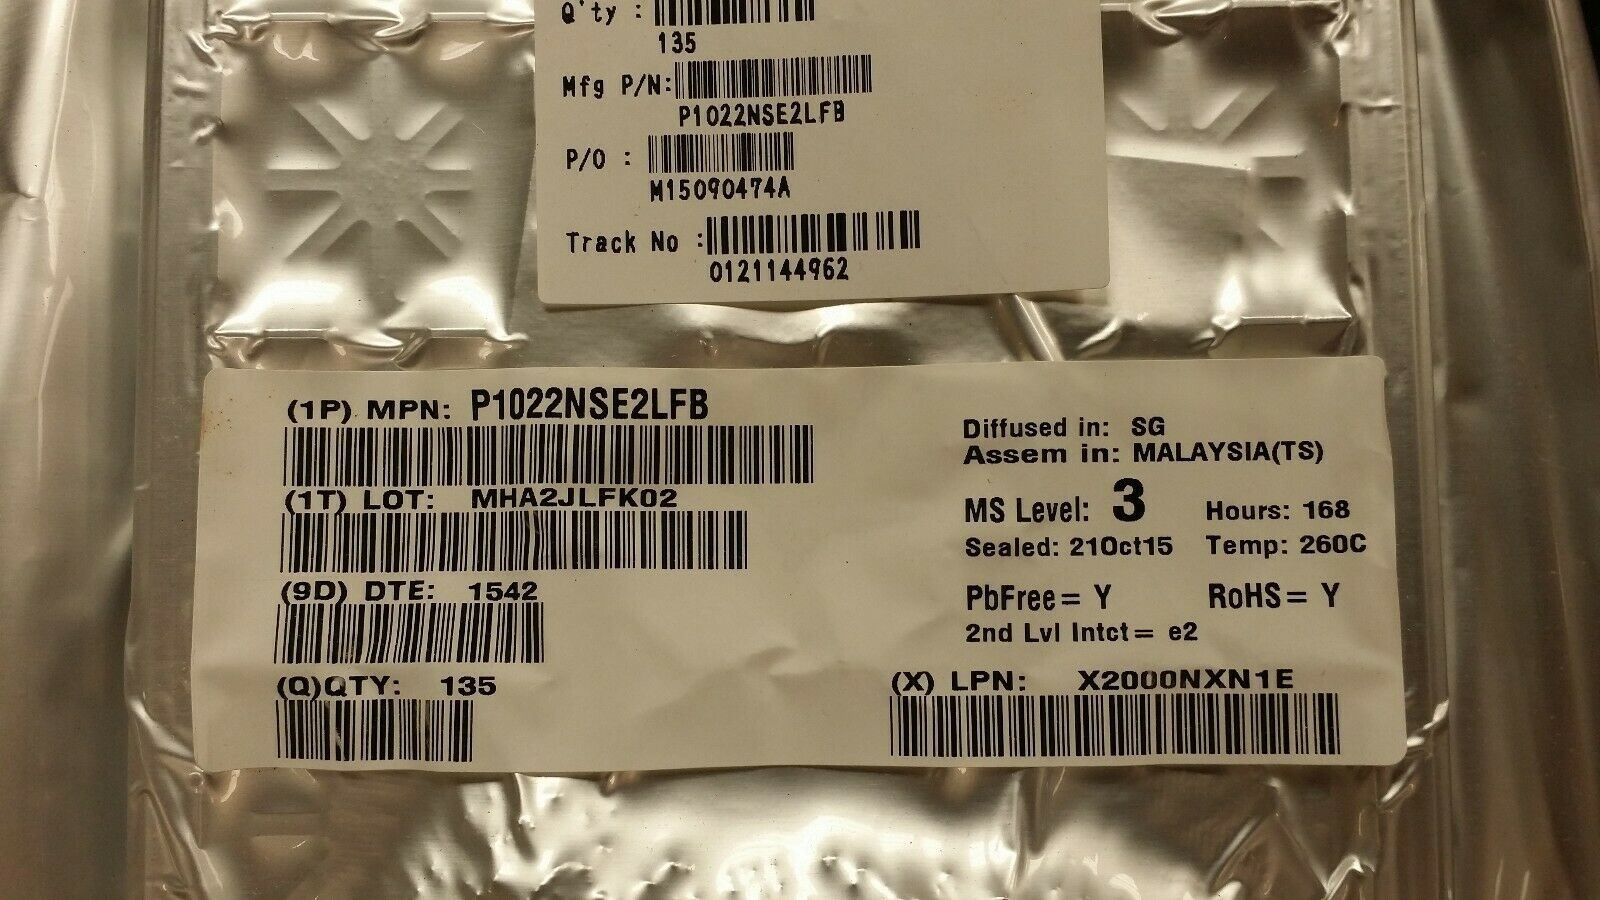 Q'ty :
135
Mfg P/N:
P1022NSE2LFB
P/O :
M15090474A
Track No :
0121144962
(1P) MPN: P1022NSE2LFB
(1T) LOT: MHA2JLFK02
(9D) DTE: 1542
(Q)QTY: 135
Diffused in: SG
Assem in: MALAYSIA(TS)
MS Level: 3 Hours: 168
Sealed: 21Oct15 Temp: 260C
PbFree= Y RoHS= Y
2nd Lvl Intct= e2
(X) LPN: X2000NXN1E